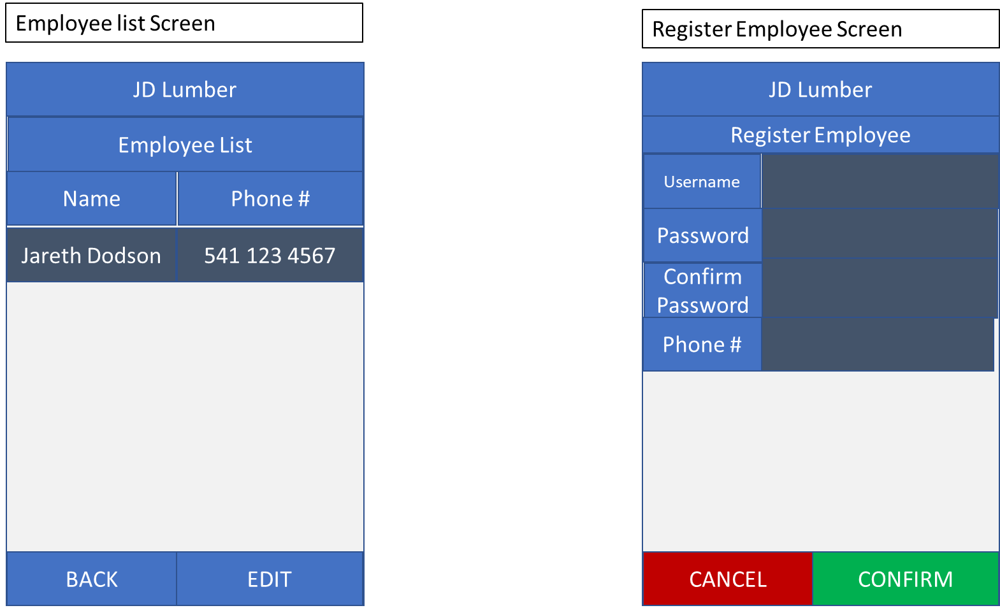 Employee list Screen
JD Lumber
Employee List
Name
Phone #
Jareth Dodson
541 123 4567
BACK
EDIT
Register Employee Screen
JD Lumber
Register Employee
Username
Password
Confirm
Password
Phone #
CANCEL
CONFIRM